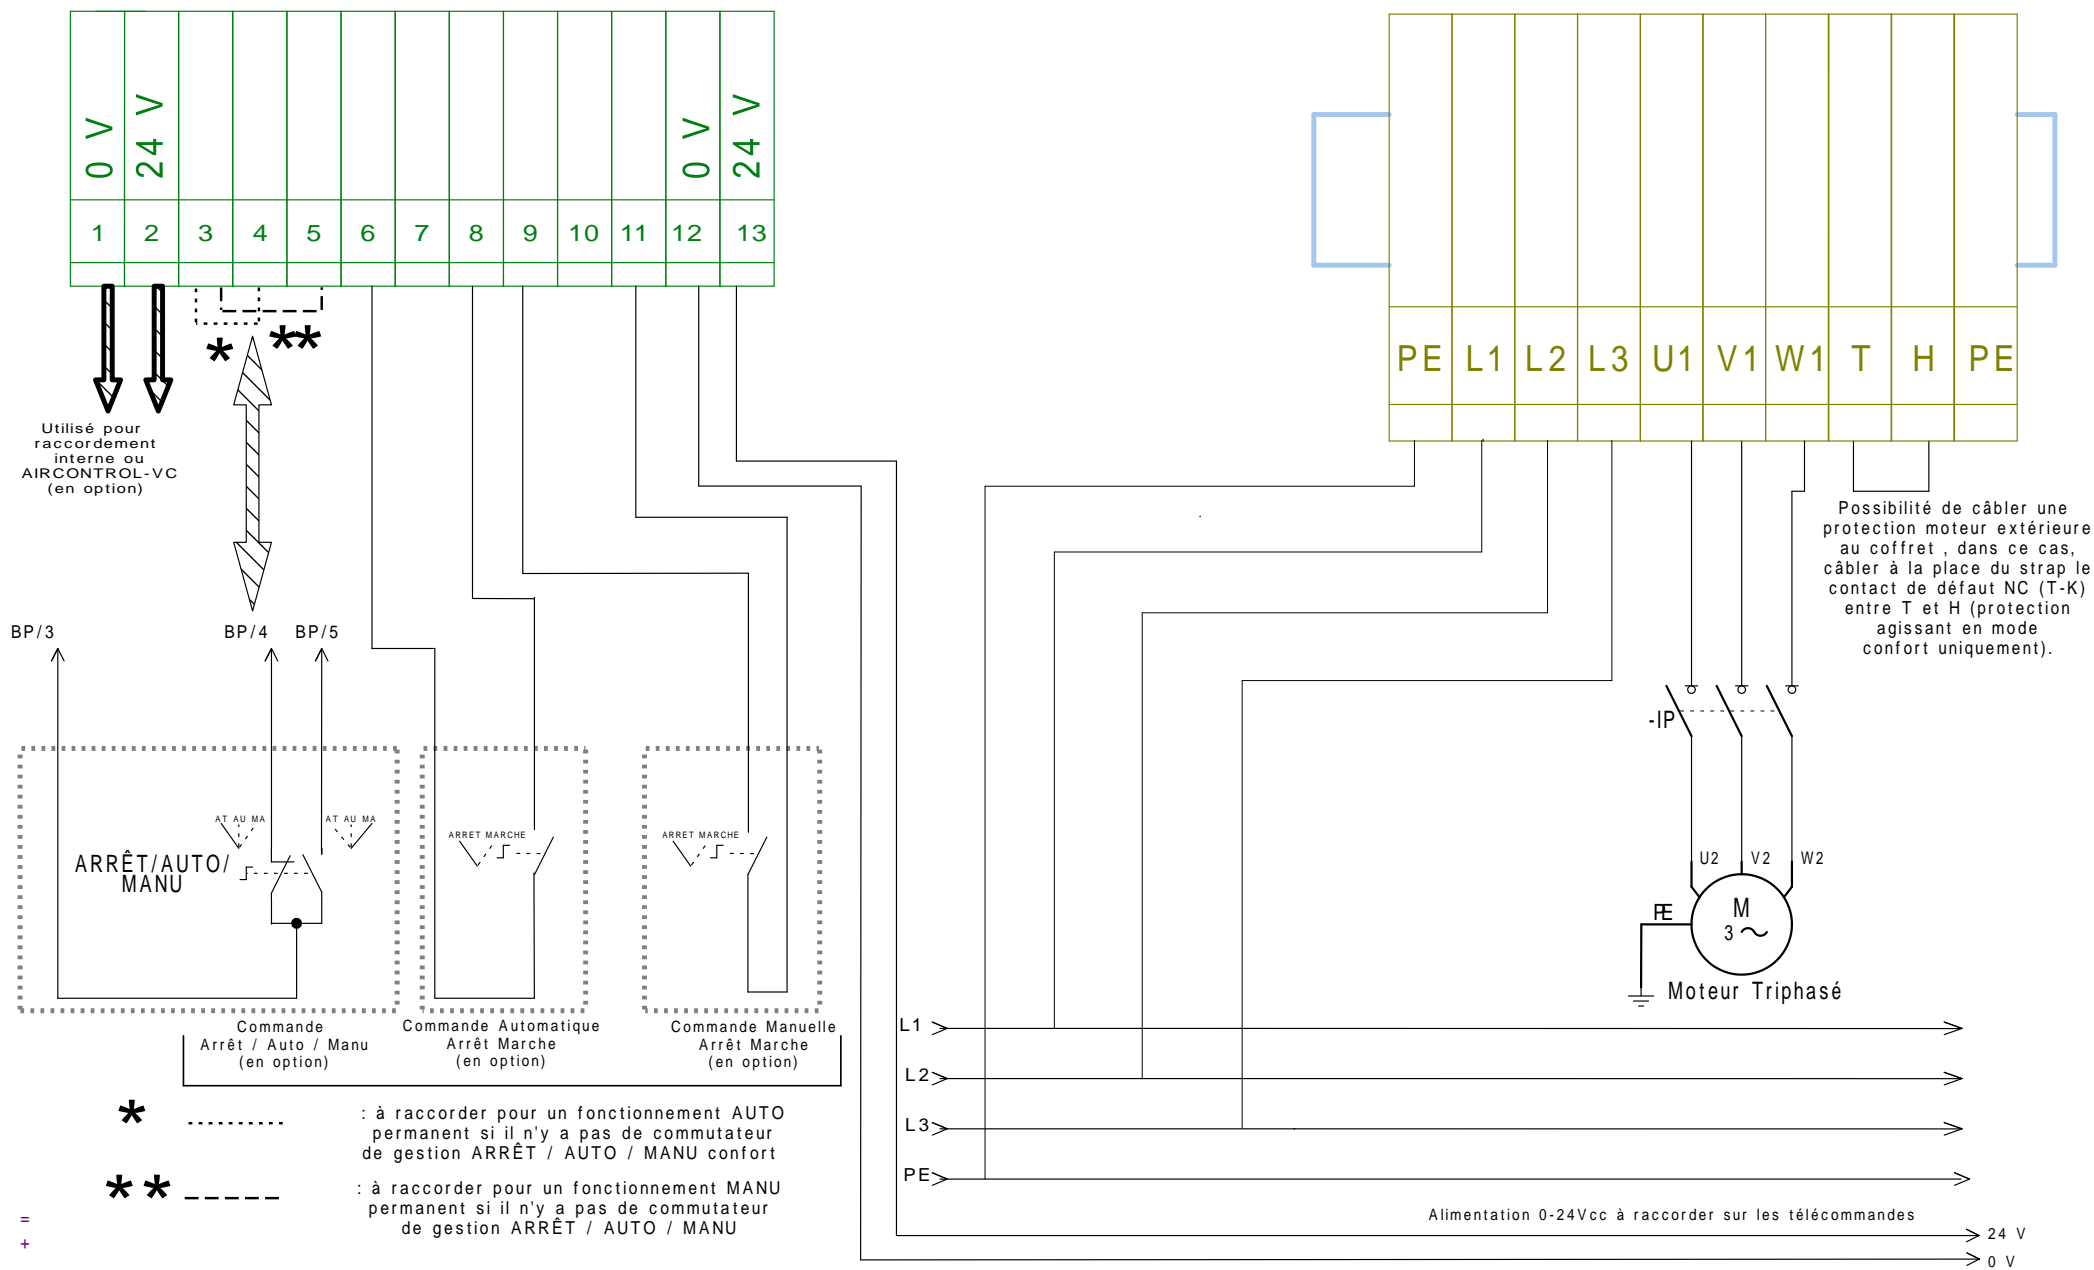 0 V
24 V
0 V
24 V
1 2 3 4 5 6 7 8 9 10 11 12 13
* **
Utilisé pour
raccordement
interne ou
AIRCONTROL-VC
(en option)
BP/3 BP/4 BP/5
AT AU MA
AT AU MA
ARRÊT/AUTO/
MANU
ARRET MARCHE
ARRET MARCHE
Commande
Arrêt / Auto / Manu
(en option)
Commande Automatique
Arrêt Marche
(en option)
Commande Manuelle
Arrêt Marche
(en option)
*
: à raccorder pour un fonctionnement AUTO
permanent si il n'y a pas de commutateur
de gestion ARRÊT / AUTO / MANU confort
**
: à raccorder pour un fonctionnement MANU
permanent si il n'y a pas de commutateur
de gestion ARRÊT / AUTO / MANU
=
+
PE L1 L2 L3 U1 V1 W1 T H PE
Possibilité de câbler une
protection moteur extérieure
au coffret , dans ce cas,
câbler à la place du strap le
contact de défaut NC (T-K)
entre T et H (protection
agissant en mode
confort uniquement).
-IP
U2 V2 W2
PE
M
3
Moteur Triphasé
L1
L2
L3
PE
Alimentation 0-24Vcc à raccorder sur les télécommandes
24 V
0 V